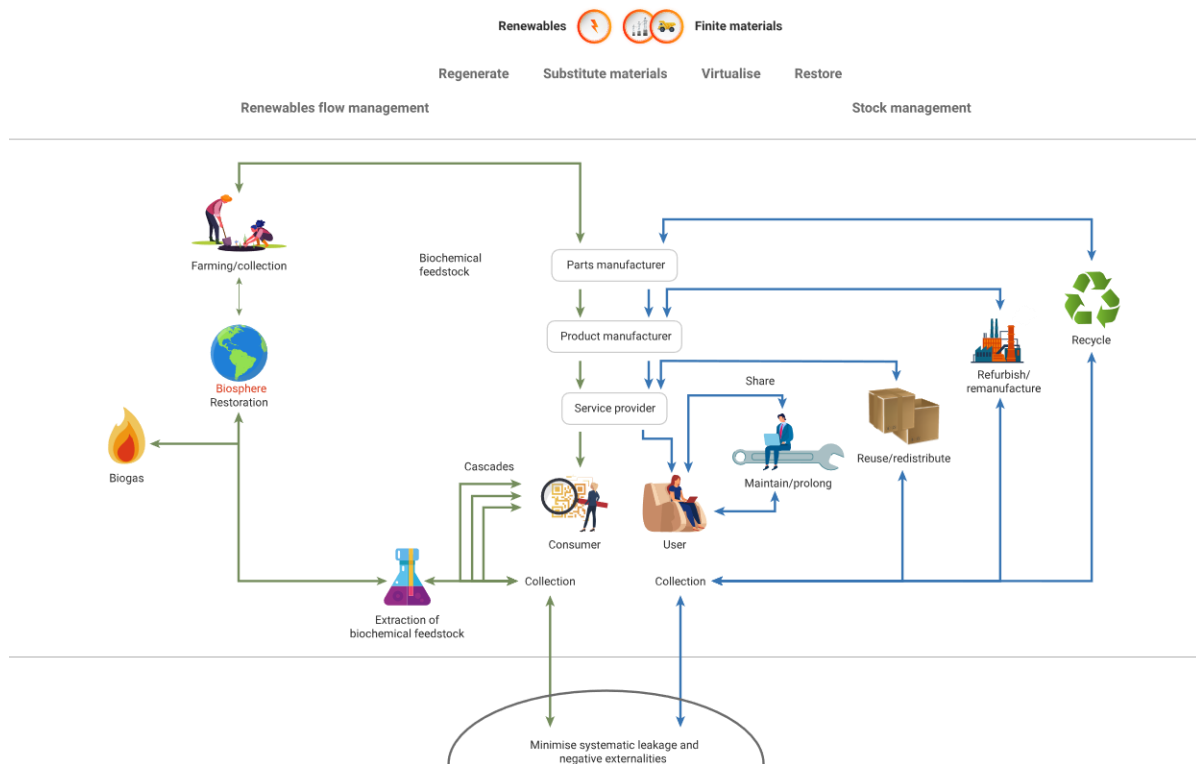 Renewables
Finite materials
Regenerate
Substitute materials
Virtualise
Restore
Renewables flow management
Stock management
Farming/collection
Biochemical
feedstock
Parts manufacturer
Product manufacturer
Recycle
Biosphere
Restoration
Refurbish/
remanufacture
Share
Service provider
Reuse/redistribute
Cascades
Biogas
Maintain/prolong
Consumer
User
Collection
Collection
Extraction of
biochemical feedstock
Minimise systematic leakage and
negative externalities